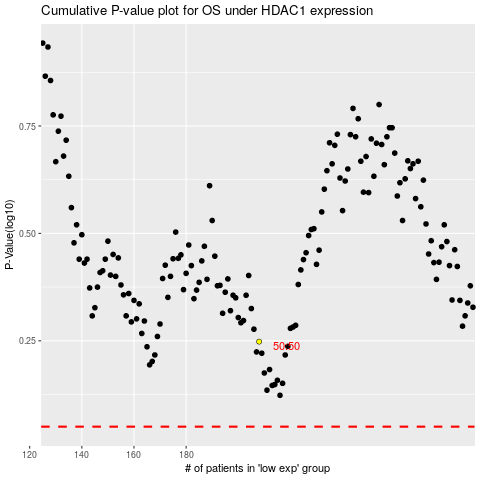 Cumulative P-value plot for OS under HDAC1 expression
P-Value(log10)
0.75
0.50
0.25
50:50
120 140 160 180
# of patients in 'low exp' group